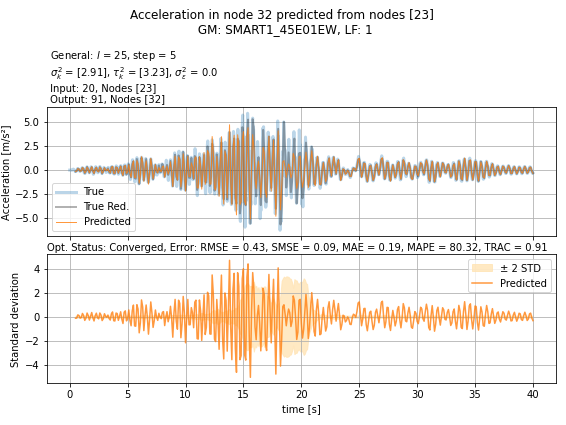 Acceleration in node 32 predicted from nodes [23]
GM: SMART1_45E01EW, LF: 1
General: l = 25, step = 5
σ²ₖ = [2.91], τ²ₖ = [3.23], σ²ε = 0.0
Input: 20, Nodes [23]
Output: 91, Nodes [32]
Acceleration [m/s²]
5.0
2.5
0.0
−2.5
−5.0
True
True Red.
Predicted
Opt. Status: Converged, Error: RMSE = 0.43, SMSE = 0.09, MAE = 0.19, MAPE = 80.32, TRAC = 0.91
Standard deviation
4
2
0
−2
−4
± 2 STD
Predicted
0 5 10 15 20 25 30 35 40
time [s]